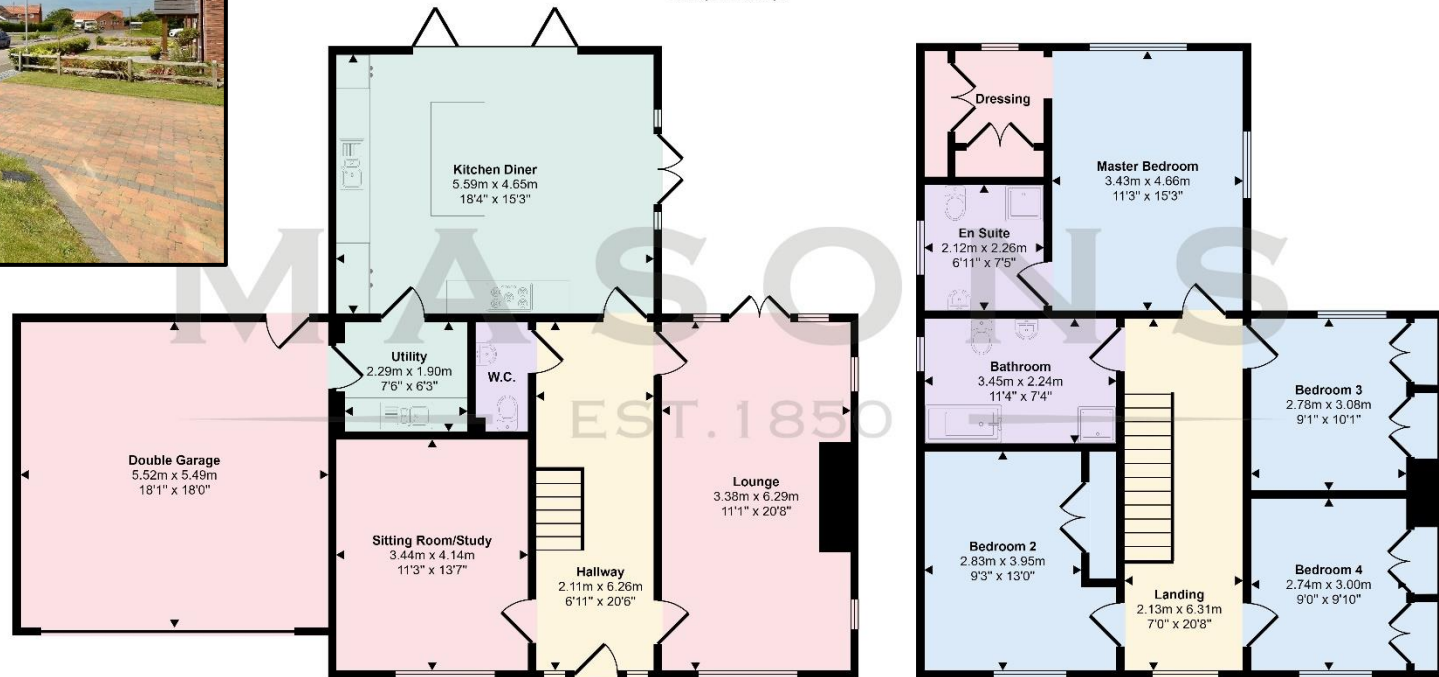 Kitchen Diner
5.59m x 4.65m
18'4" x 15'3"
Utility
2.29m x 1.90m
7'6" x 6'3"
W.C.
Double Garage
5.52m x 5.49m
18'1" x 18'0"
Sitting Room/Study
3.44m x 4.14m
11'3" x 13'7"
Hallway
2.11m x 6.26m
6'11" x 20'6"
Lounge
3.38m x 6.29m
11'1" x 20'8"
Dressing
Master Bedroom
3.43m x 4.66m
11'3" x 15'3"
En Suite
2.12m x 2.26m
6'11" x 7'5"
Bathroom
3.45m x 2.24m
11'4" x 7'4"
Bedroom 3
2.78m x 3.08m
9'1" x 10'1"
Bedroom 2
2.83m x 3.95m
9'3" x 13'0"
Landing
2.13m x 6.31m
7'0" x 20'8"
Bedroom 4
2.74m x 3.00m
9'0" x 9'10"
MASONS
EST. 1850